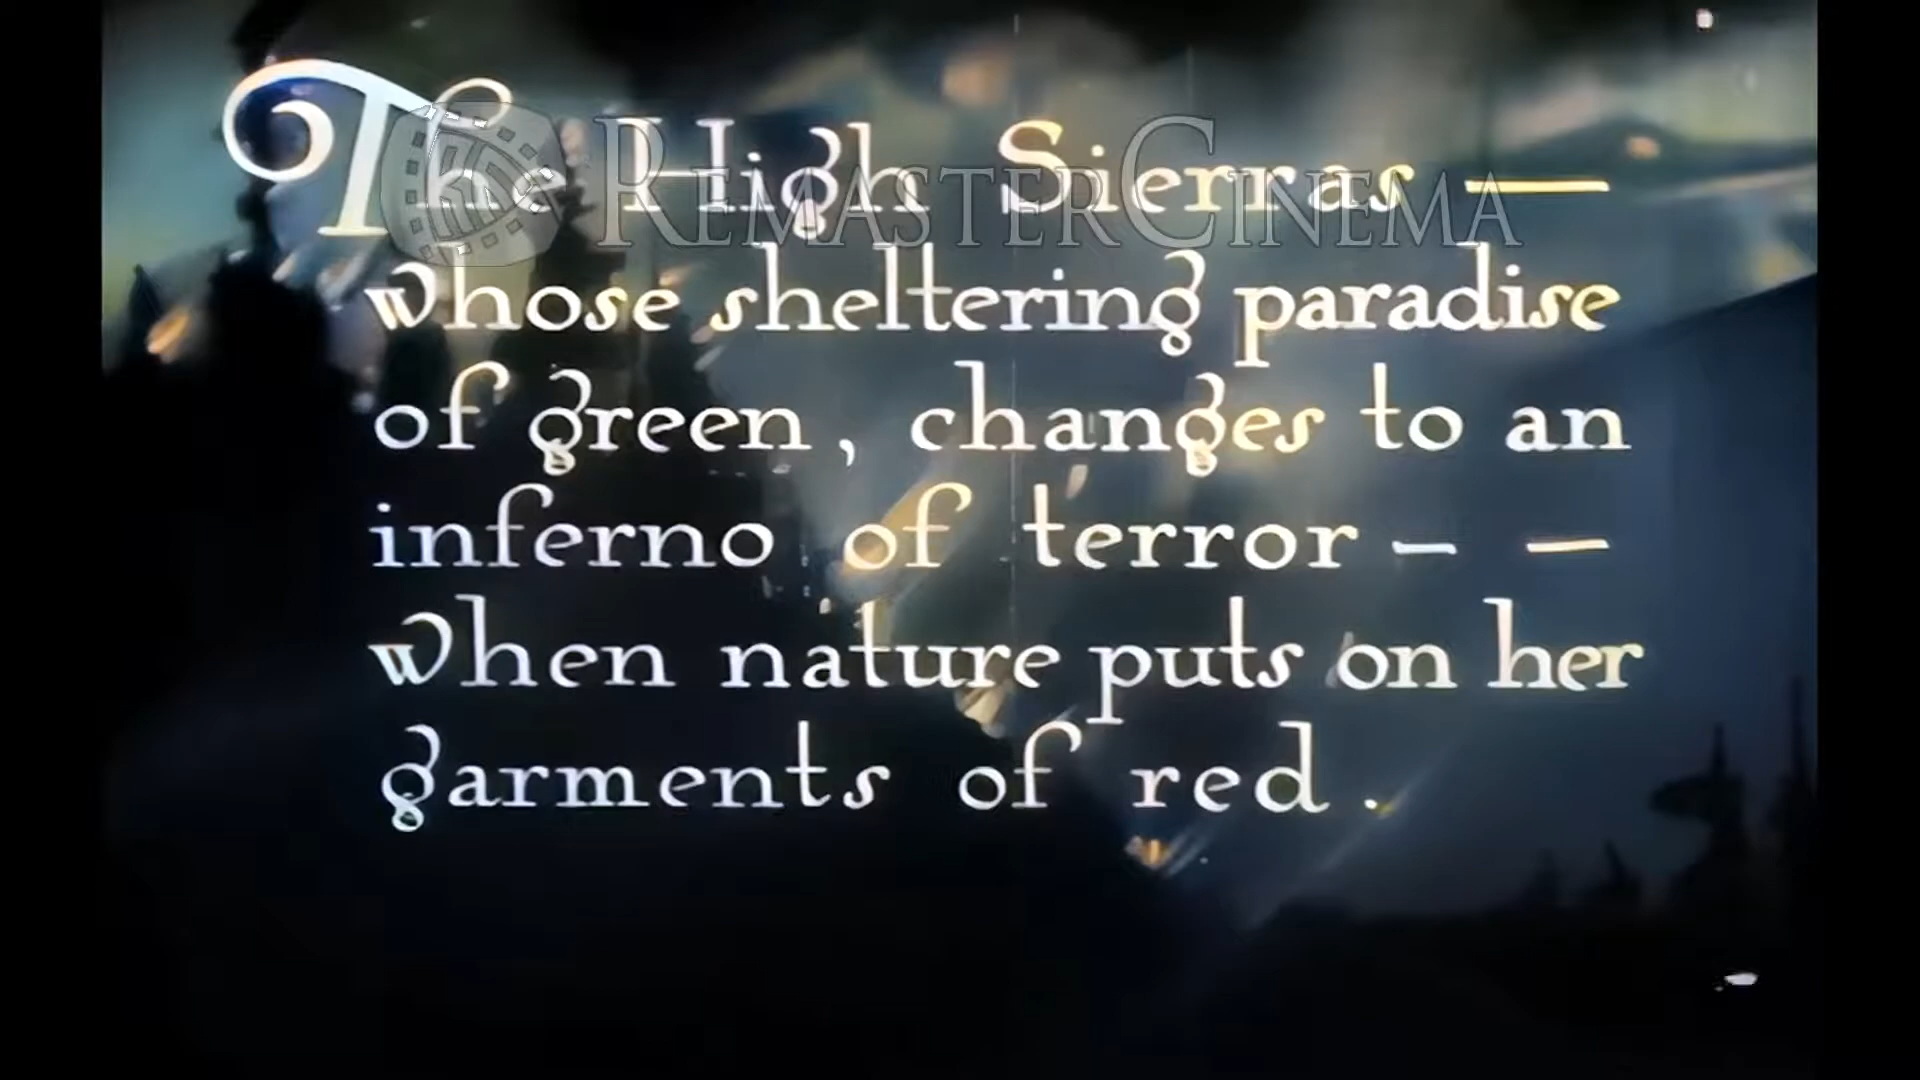 The High Sierras —
REMASTERCINEMA
whose sheltering paradise
of green, changes to an
inferno of terror – —
when nature puts on her
garments of red.